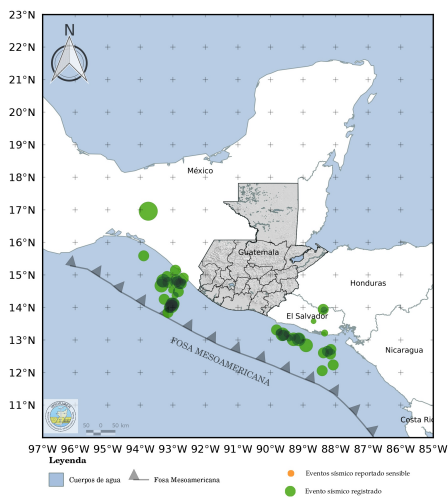 23°N
22°N
21°N
20°N
19°N
18°N
17°N
16°N
15°N
14°N
13°N
12°N
11°N
N
México
Guatemala
Honduras
El Salvador
Nicaragua
Costa Ric
FOSA MESOAMERICANA
50 0 50 km
97°W 96°W 95°W 94°W 93°W 92°W 91°W 90°W 89°W 88°W 87°W 86°W 85°W
Leyenda
Cuerpos de agua
Fosa Mesoamericana
Eventos sísmico reportado sensible
Evento sísmico registrado